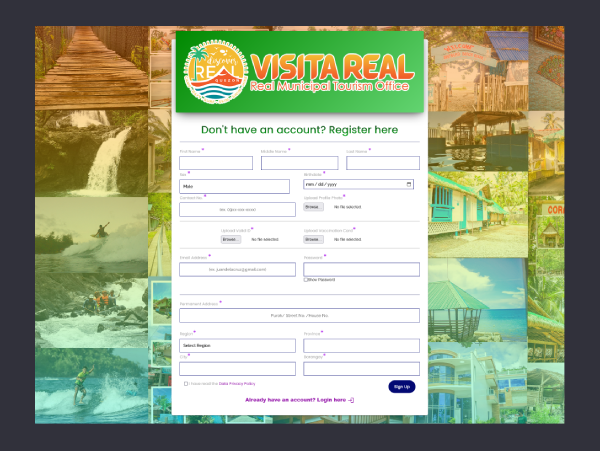 discover
REAL
QUEZON
VISITA REAL
Real Municipal Tourism Office
WELCOME
Don't have an account? Register here
First Name * Middle Name * Last Name *
Sex * Birthdate *
Male mm / dd / yyyy
Contact No. * Upload Profile Photo *
Browse... No file selected.
Upload Valid ID * Upload Vaccination Card *
Browse... No file selected. Browse... No file selected.
Email Address * Password *
ex. juandelacruz@gmail.com
Show Password
Permanent Address *
Purok/ Street No. /House No.
Region * Province *
Select Region
City * Barangay *
I have read the Data Privacy Policy
Sign Up
Already have an account? Login here